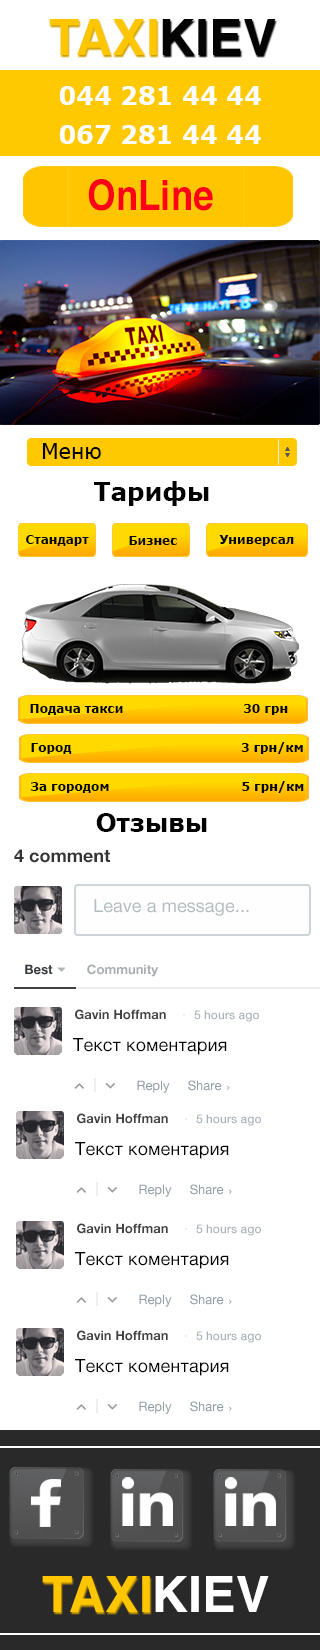 TAXIKIEV
044 281 44 44
067 281 44 44
OnLine
ТЕРМІНАЛ B
TAXI
Меню
Тарифы
Стандарт Бизнес Универсал
Подача такси 30 грн
Город 3 грн/км
За городом 5 грн/км
Отзывы
4 comment
Leave a message...
Best Community
Gavin Hoffman · 5 hours ago
Текст коментария
Reply Share ›
Gavin Hoffman · 5 hours ago
Текст коментария
Reply Share ›
Gavin Hoffman · 5 hours ago
Текст коментария
Reply Share ›
Gavin Hoffman · 5 hours ago
Текст коментария
Reply Share ›
f in in
TAXIKIEV